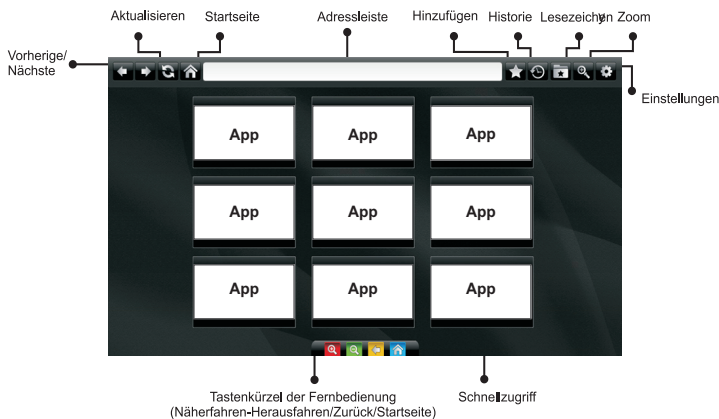 Aktualisieren
Startseite
Adressleiste
Hinzufügen
Historie
Lesezeichen
Zoom
Vorherige/
Nächste
Einstellungen
App
App
App
App
App
App
App
App
App
Tastenkürzel der Fernbedienung
(Näherfahren-Herausfahren/Zurück/Startseite)
Schnellzugriff